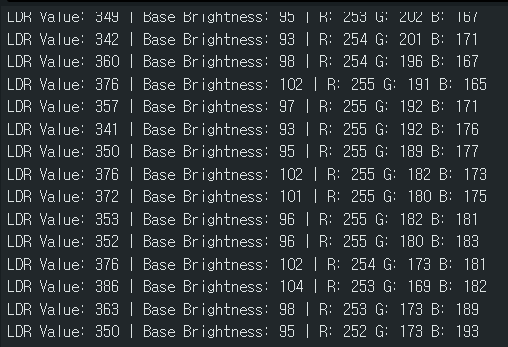 LDR Value: 349 | Base Brightness: 95 | R: 253 G: 202 B: 167
LDR Value: 342 | Base Brightness: 93 | R: 254 G: 201 B: 171
LDR Value: 360 | Base Brightness: 98 | R: 254 G: 196 B: 167
LDR Value: 376 | Base Brightness: 102 | R: 255 G: 191 B: 165
LDR Value: 357 | Base Brightness: 97 | R: 255 G: 192 B: 171
LDR Value: 341 | Base Brightness: 93 | R: 255 G: 192 B: 176
LDR Value: 350 | Base Brightness: 95 | R: 255 G: 189 B: 177
LDR Value: 376 | Base Brightness: 102 | R: 255 G: 182 B: 173
LDR Value: 372 | Base Brightness: 101 | R: 255 G: 180 B: 175
LDR Value: 353 | Base Brightness: 96 | R: 255 G: 182 B: 181
LDR Value: 352 | Base Brightness: 96 | R: 255 G: 180 B: 183
LDR Value: 376 | Base Brightness: 102 | R: 254 G: 173 B: 181
LDR Value: 386 | Base Brightness: 104 | R: 253 G: 169 B: 182
LDR Value: 363 | Base Brightness: 98 | R: 253 G: 173 B: 189
LDR Value: 350 | Base Brightness: 95 | R: 252 G: 173 B: 193